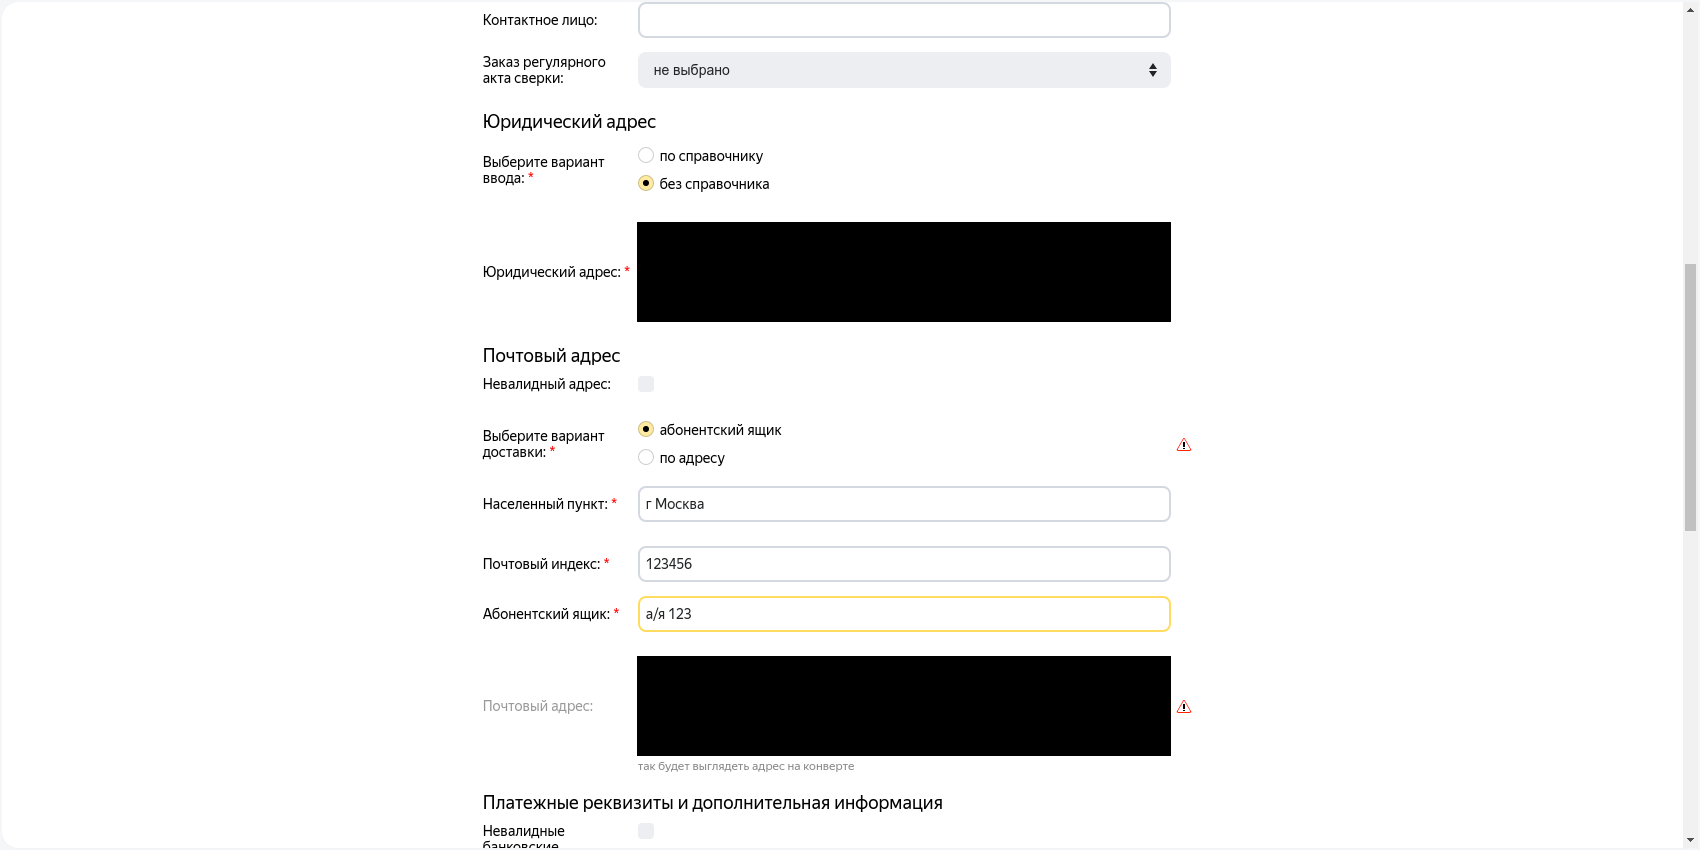 Контактное лицо:
Заказ регулярного
акта сверки:
не выбрано
Юридический адрес
Выберите вариант
ввода: *
по справочнику
без справочника
Юридический адрес: *
Почтовый адрес
Невалидный адрес:
Выберите вариант
доставки: *
абонентский ящик
по адресу
Населенный пункт: *
г Москва
Почтовый индекс: *
123456
Абонентский ящик: *
а/я 123
Почтовый адрес:
так будет выглядеть адрес на конверте
Платежные реквизиты и дополнительная информация
Невалидные
банковские